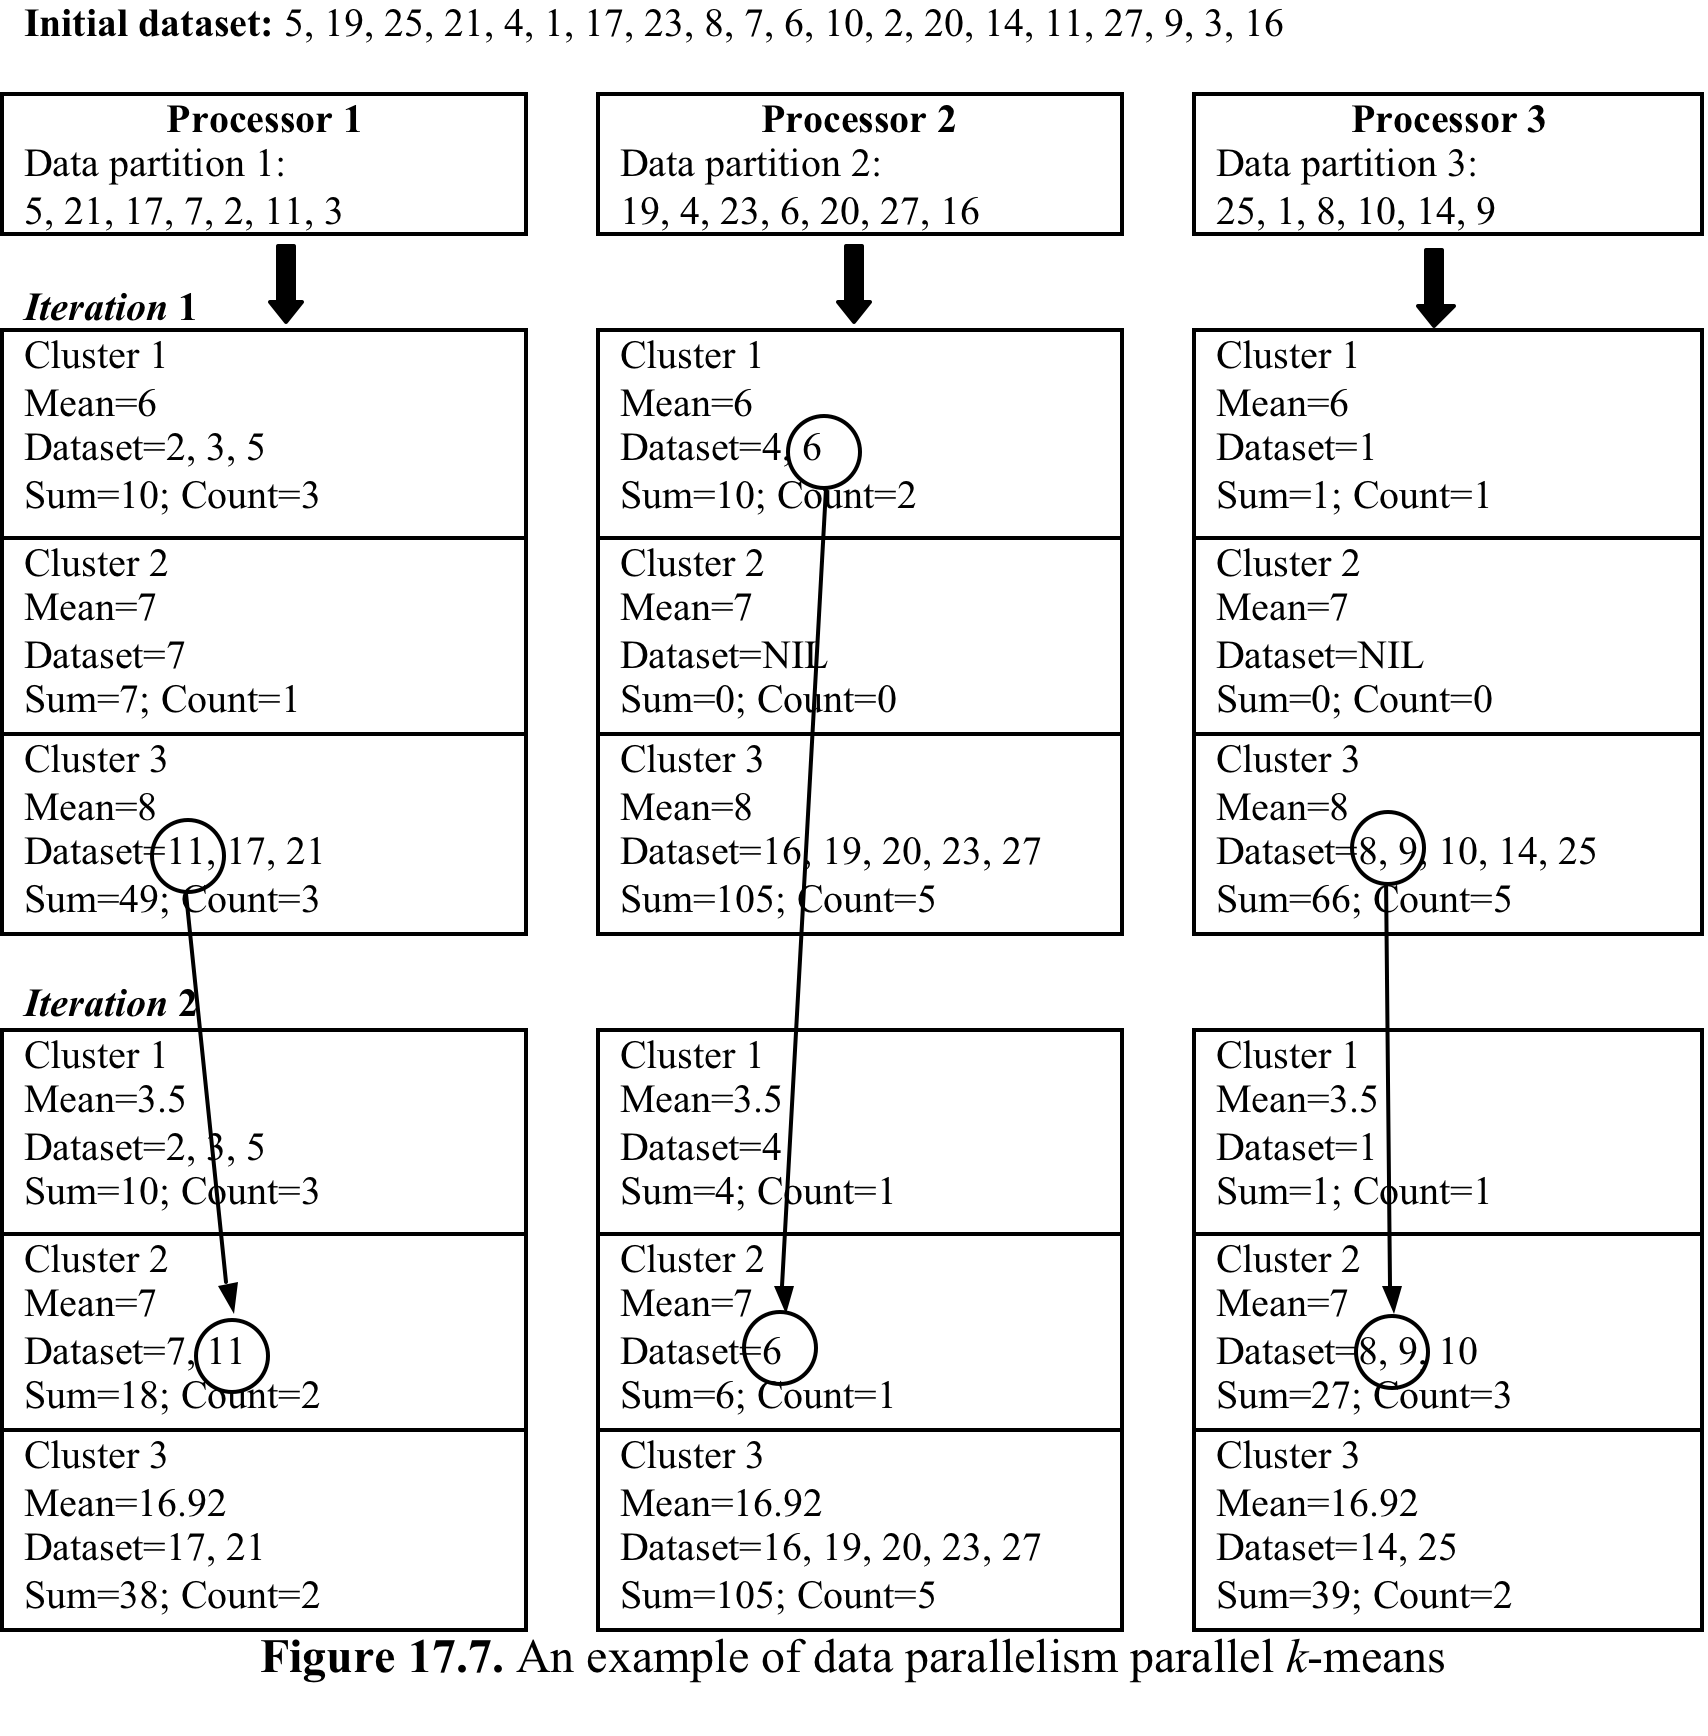 Initial dataset: 5, 19, 25, 21, 4, 1, 17, 23, 8, 7, 6, 10, 2, 20, 14, 11, 27, 9, 3, 16
Processor 1
Data partition 1:
5, 21, 17, 7, 2, 11, 3
Processor 2
Data partition 2:
19, 4, 23, 6, 20, 27, 16
Processor 3
Data partition 3:
25, 1, 8, 10, 14, 9
Iteration 1
Cluster 1
Mean=6
Dataset=2, 3, 5
Sum=10; Count=3
Cluster 2
Mean=7
Dataset=7
Sum=7; Count=1
Cluster 3
Mean=8
Dataset=11, 17, 21
Sum=49; Count=3
Cluster 1
Mean=6
Dataset=4, 6
Sum=10; Count=2
Cluster 2
Mean=7
Dataset=NIL
Sum=0; Count=0
Cluster 3
Mean=8
Dataset=16, 19, 20, 23, 27
Sum=105; Count=5
Cluster 1
Mean=6
Dataset=1
Sum=1; Count=1
Cluster 2
Mean=7
Dataset=NIL
Sum=0; Count=0
Cluster 3
Mean=8
Dataset=8, 9, 10, 14, 25
Sum=66; Count=5
Iteration 2
Cluster 1
Mean=3.5
Dataset=2, 3, 5
Sum=10; Count=3
Cluster 2
Mean=7
Dataset=7, 11
Sum=18; Count=2
Cluster 3
Mean=16.92
Dataset=17, 21
Sum=38; Count=2
Cluster 1
Mean=3.5
Dataset=4
Sum=4; Count=1
Cluster 2
Mean=7
Dataset=6
Sum=6; Count=1
Cluster 3
Mean=16.92
Dataset=16, 19, 20, 23, 27
Sum=105; Count=5
Cluster 1
Mean=3.5
Dataset=1
Sum=1; Count=1
Cluster 2
Mean=7
Dataset=8, 9, 10
Sum=27; Count=3
Cluster 3
Mean=16.92
Dataset=14, 25
Sum=39; Count=2
Figure 17.7. An example of data parallelism parallel k-means